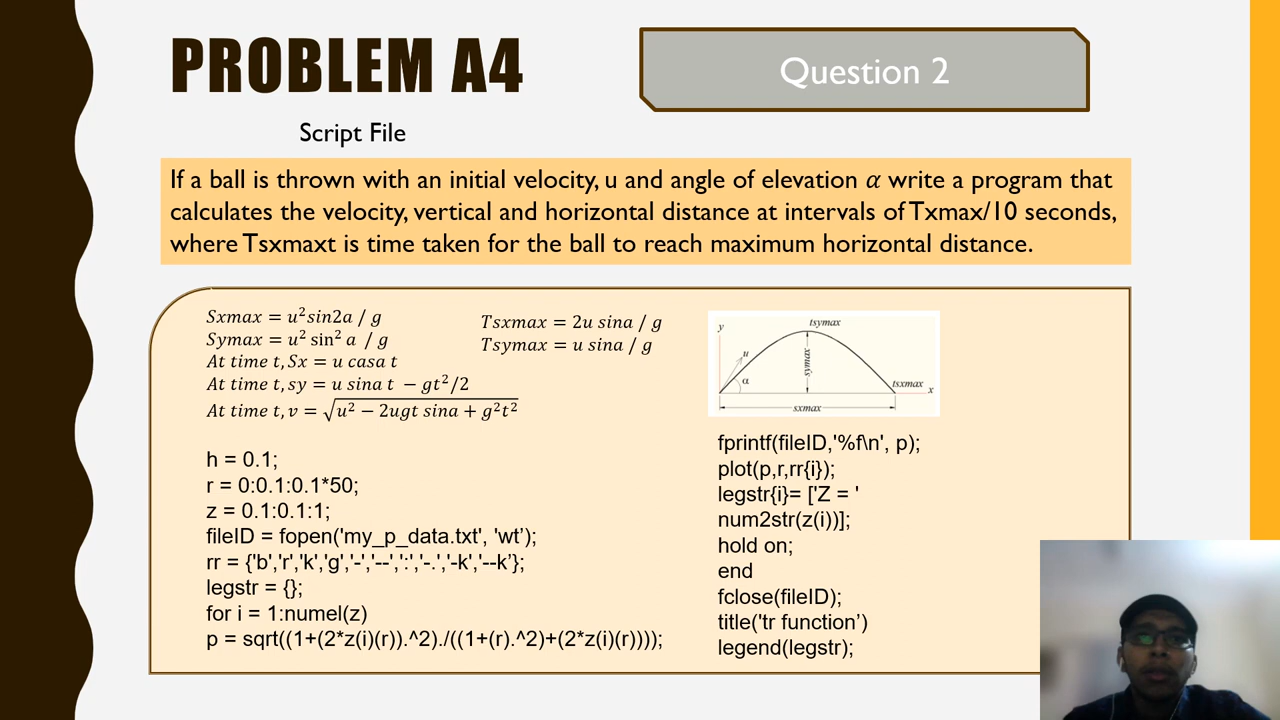 PROBLEM A4
Question 2
Script File
If a ball is thrown with an initial velocity, u and angle of elevation α write a program that
calculates the velocity, vertical and horizontal distance at intervals of Txmax/10 seconds,
where Tsxmaxt is time taken for the ball to reach maximum horizontal distance.
Sxmax = u²sin2a / g
Symax = u² sin² a / g
At time t, Sx = u casa t
At time t, sy = u sina t − gt²/2
At time t, v = √u² − 2ugt sina + g²t²
Tsxmax = 2u sina / g
Tsymax = u sina / g
y
tsymax
u
symax
α
tsxmax
x
sxmax
h = 0.1;
r = 0:0.1:0.1*50;
z = 0.1:0.1:1;
fileID = fopen('my_p_data.txt', 'wt’);
rr = {'b','r','k','g','-','--',':','-.','-k','--k'};
legstr = {};
for i = 1:numel(z)
p = sqrt((1+(2*z(i)(r)).^2)./((1+(r).^2)+(2*z(i)(r))));
fprintf(fileID,'%f\n', p);
plot(p,r,rr{i});
legstr{i}= ['Z = '
num2str(z(i))];
hold on;
end
fclose(fileID);
title('tr function’)
legend(legstr);